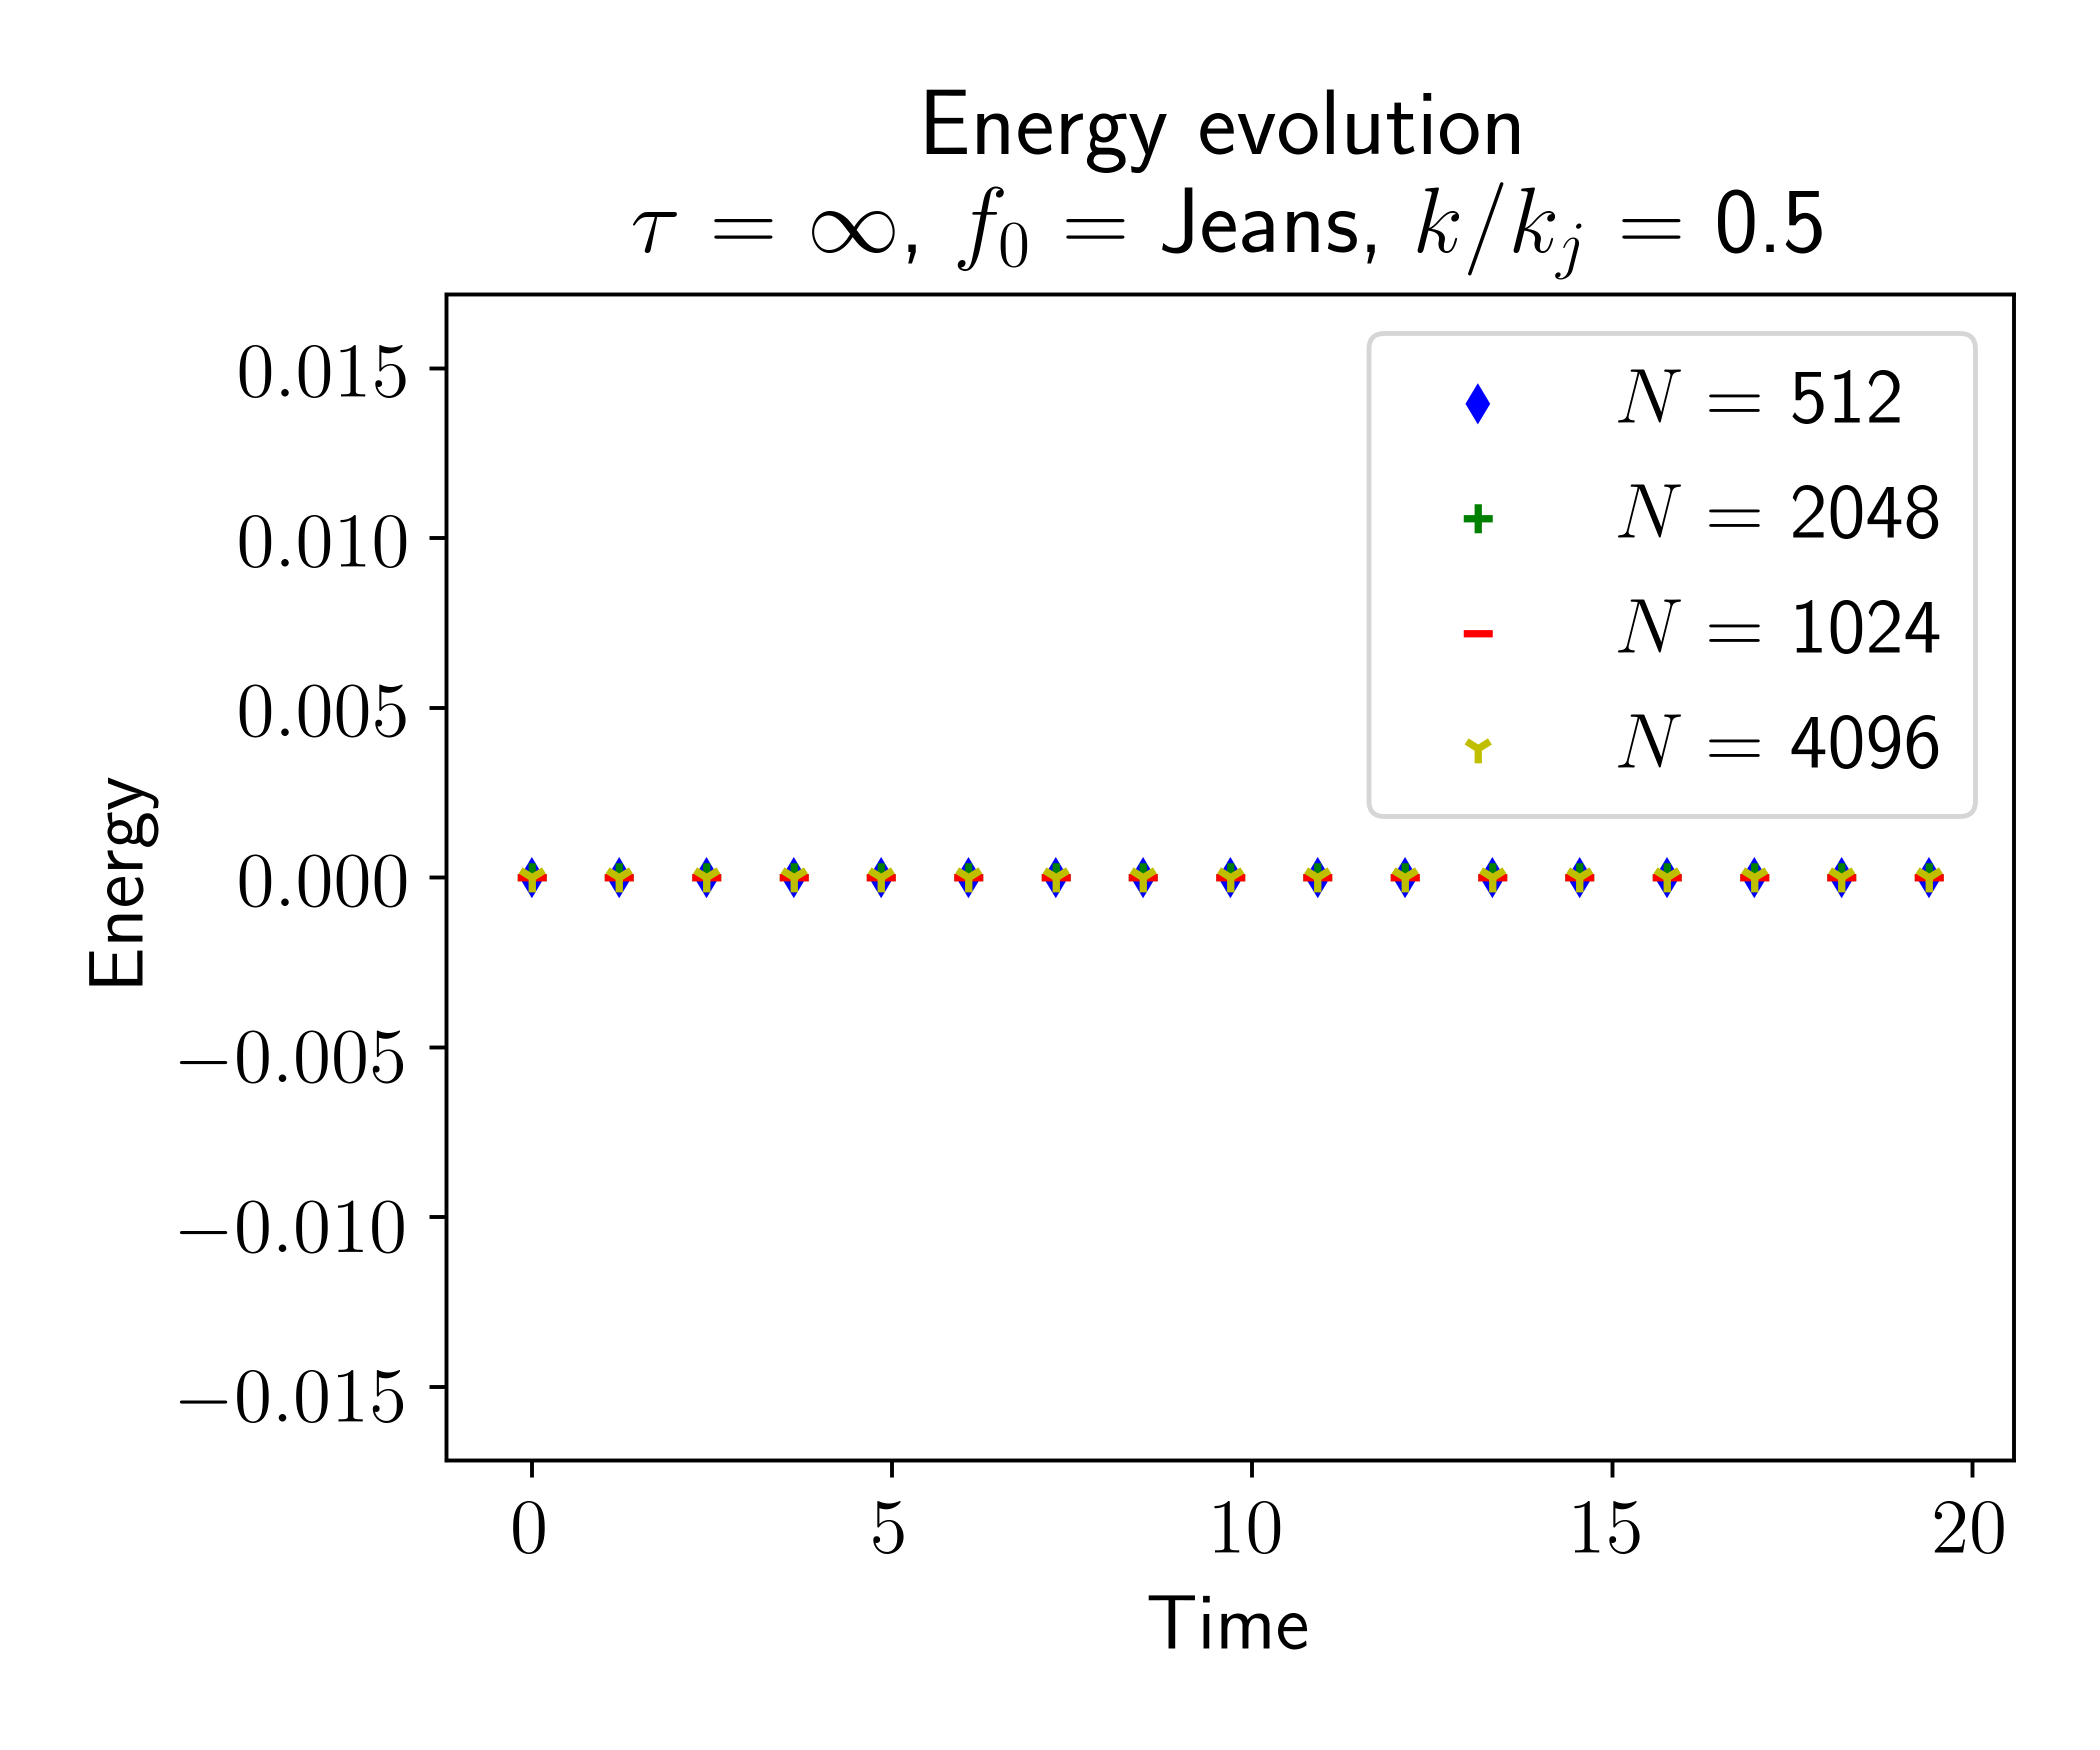 Energy evolution
τ = ∞, f₀ = Jeans, k/kⱼ = 0.5
0.015
0.010
0.005
0.000
−0.005
−0.010
−0.015
Energy
N = 512
N = 2048
N = 1024
N = 4096
0 5 10 15 20
Time